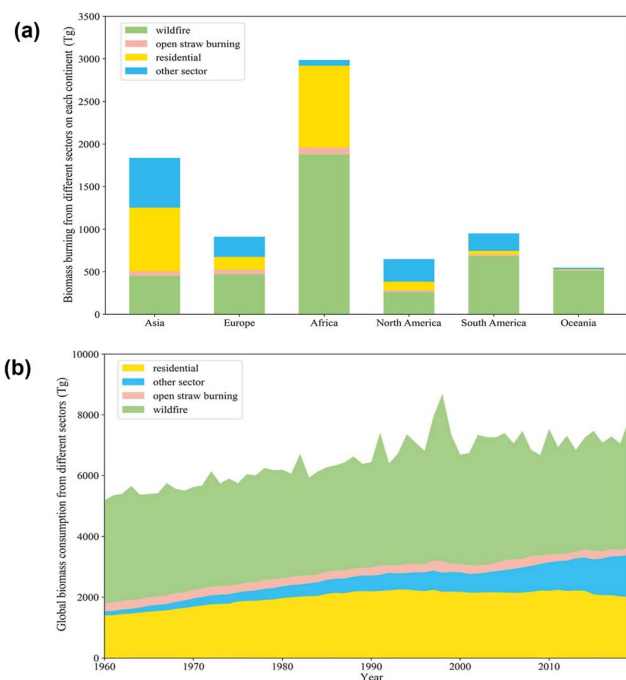 (a)
Biomass burning from different sectors on each continent (Tg)
3500
3000
2500
2000
1500
1000
500
0
wildfire
open straw burning
residential
other sector
Asia
Europe
Africa
North America
South America
Oceania
(b)
Global biomass consumption from different sectors (Tg)
10000
8000
6000
4000
2000
0
residential
other sector
open straw burning
wildfire
1960
1970
1980
1990
2000
2010
Year